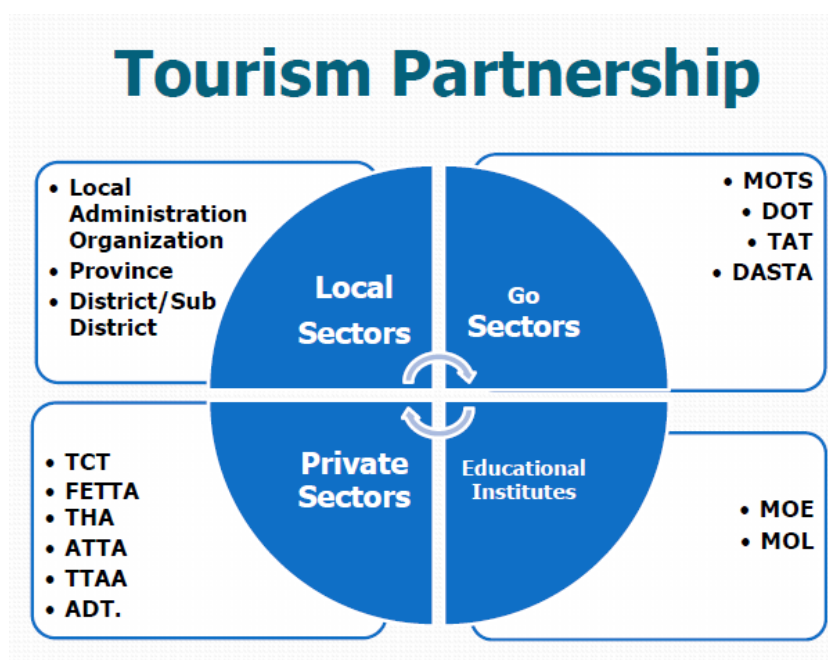 Tourism Partnership
• Local
Administration
Organization
• Province
• District/Sub
District
Local
Sectors
• MOTS
• DOT
• TAT
• DASTA
Go
Sectors
• TCT
• FETTA
• THA
• ATTA
• TTAA
• ADT.
Private
Sectors
Educational
Institutes
• MOE
• MOL